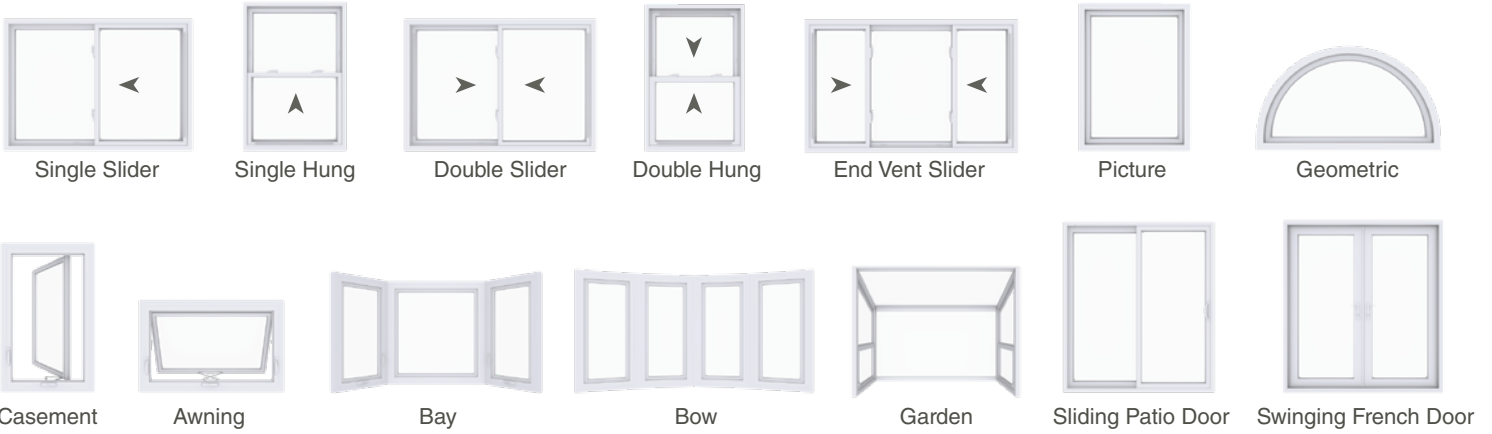 Single Slider
Single Hung
Double Slider
Double Hung
End Vent Slider
Picture
Geometric
Casement
Awning
Bay
Bow
Garden
Sliding Patio Door
Swinging French Door